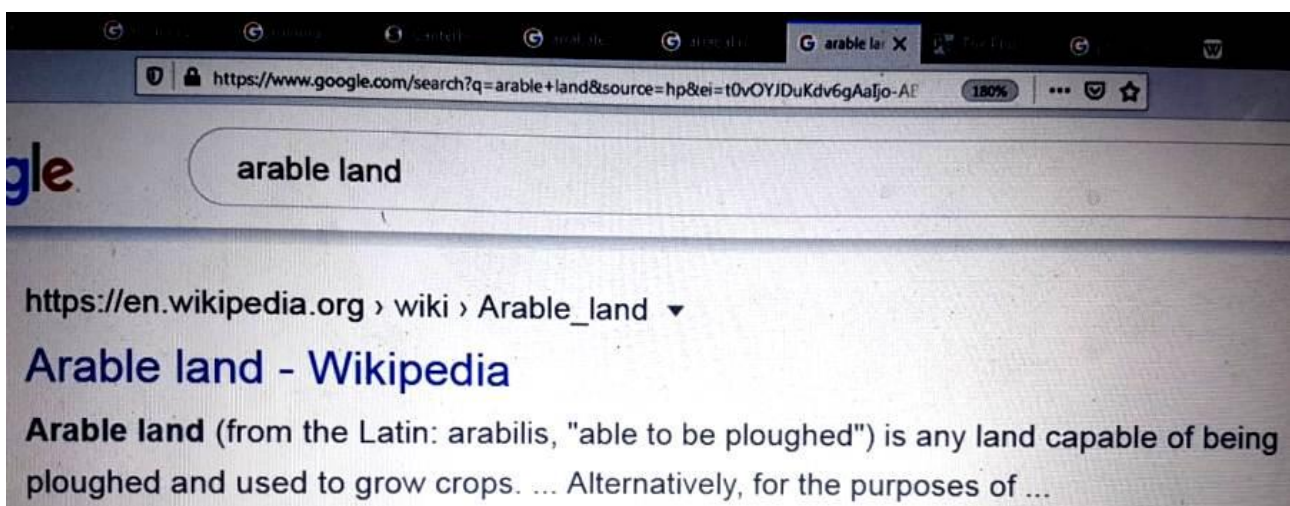 arable lar
https://www.google.com/search?q=arable+land&source=hp&ei=t0vOYJDuKdv6gAaIjo-AE 180%
gle arable land
https://en.wikipedia.org › wiki › Arable_land
Arable land - Wikipedia
Arable land (from the Latin: arabilis, "able to be ploughed") is any land capable of being
ploughed and used to grow crops. ... Alternatively, for the purposes of ...